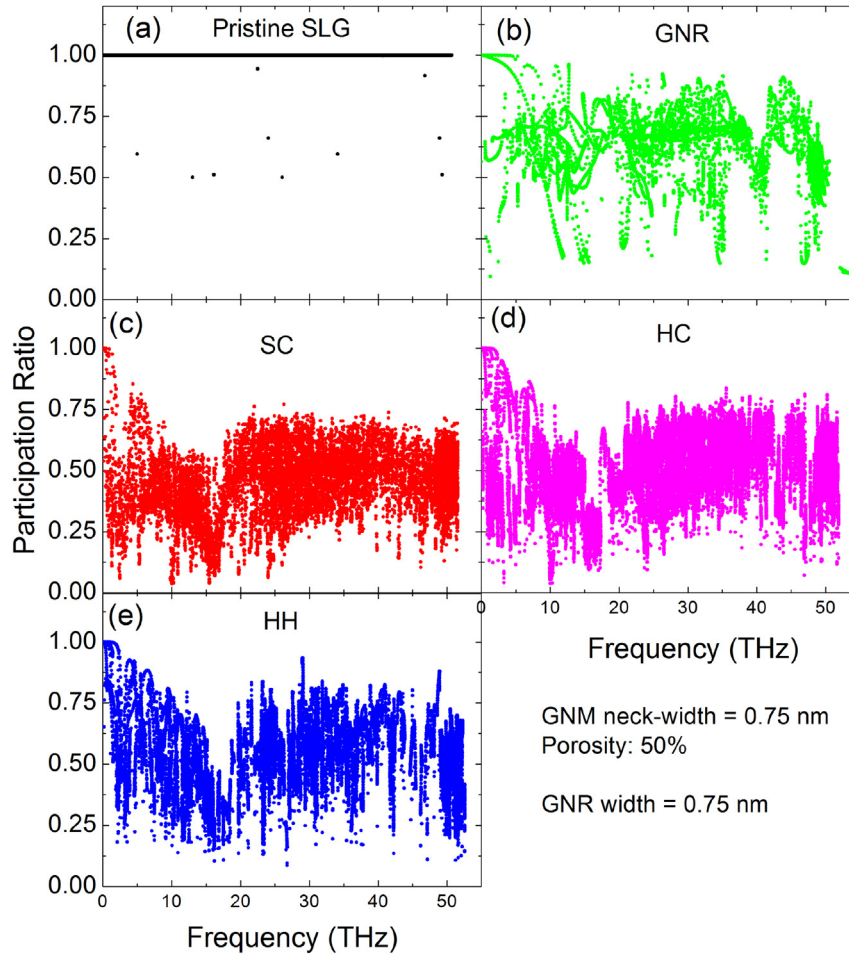 (a) Pristine SLG
(b) GNR
1.00
0.75
0.50
0.25
0.00
(c) SC
(d) HC
1.00
0.75
0.50
0.25
0.00
Participation Ratio
0 10 20 30 40 50
Frequency (THz)
(e) HH
1.00
0.75
0.50
0.25
0.00
0 10 20 30 40 50
Frequency (THz)
GNM neck-width = 0.75 nm
Porosity: 50%
GNR width = 0.75 nm